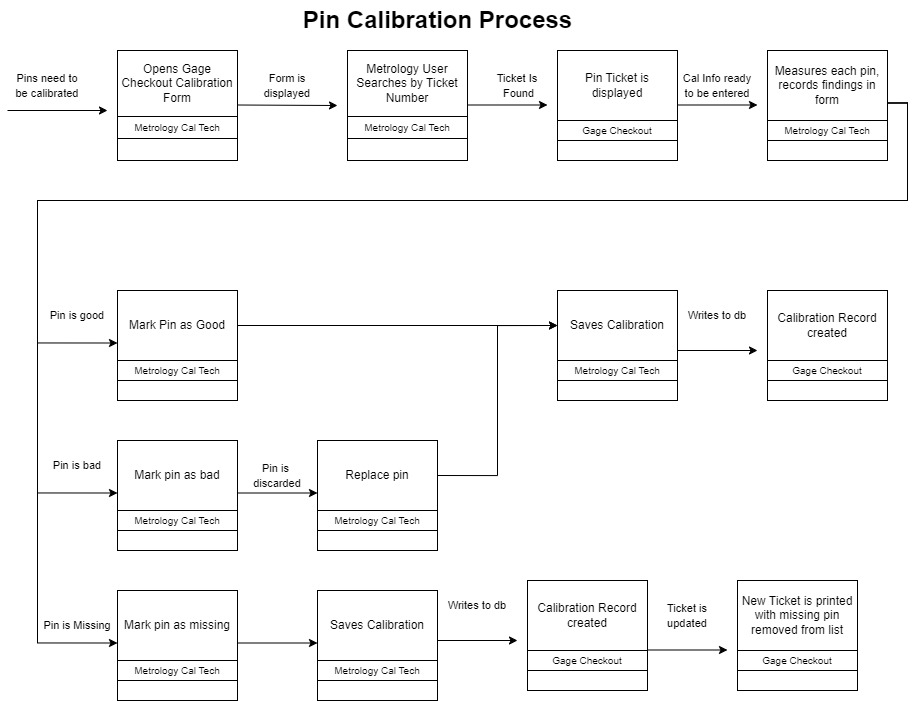 Pin Calibration Process
Pins need to
be calibrated
Opens Gage
Checkout Calibration
Form
Metrology Cal Tech
Form is
displayed
Metrology User
Searches by Ticket
Number
Metrology Cal Tech
Ticket Is
Found
Pin Ticket is
displayed
Gage Checkout
Cal Info ready
to be entered
Measures each pin,
records findings in
form
Metrology Cal Tech
Pin is good
Mark Pin as Good
Metrology Cal Tech
Saves Calibration
Metrology Cal Tech
Writes to db
Calibration Record
created
Gage Checkout
Pin is bad
Mark pin as bad
Metrology Cal Tech
Pin is
discarded
Replace pin
Metrology Cal Tech
Pin is Missing
Mark pin as missing
Metrology Cal Tech
Saves Calibration
Metrology Cal Tech
Writes to db
Calibration Record
created
Gage Checkout
Ticket is
updated
New Ticket is printed
with missing pin
removed from list
Gage Checkout